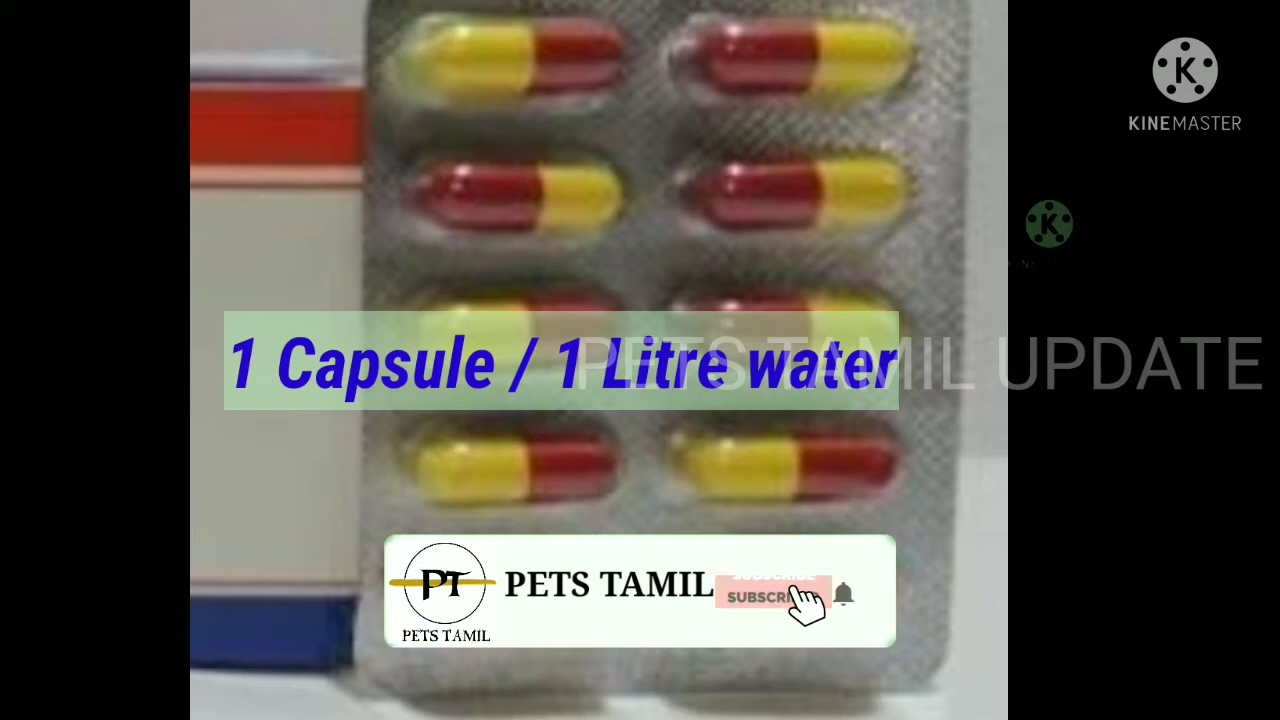 K
KINEMASTER
K
1 Capsule / 1 Litre water
PETS TAMIL UPDATE
PT
PETS TAMIL
PETS TAMIL
SUBSCRIBE